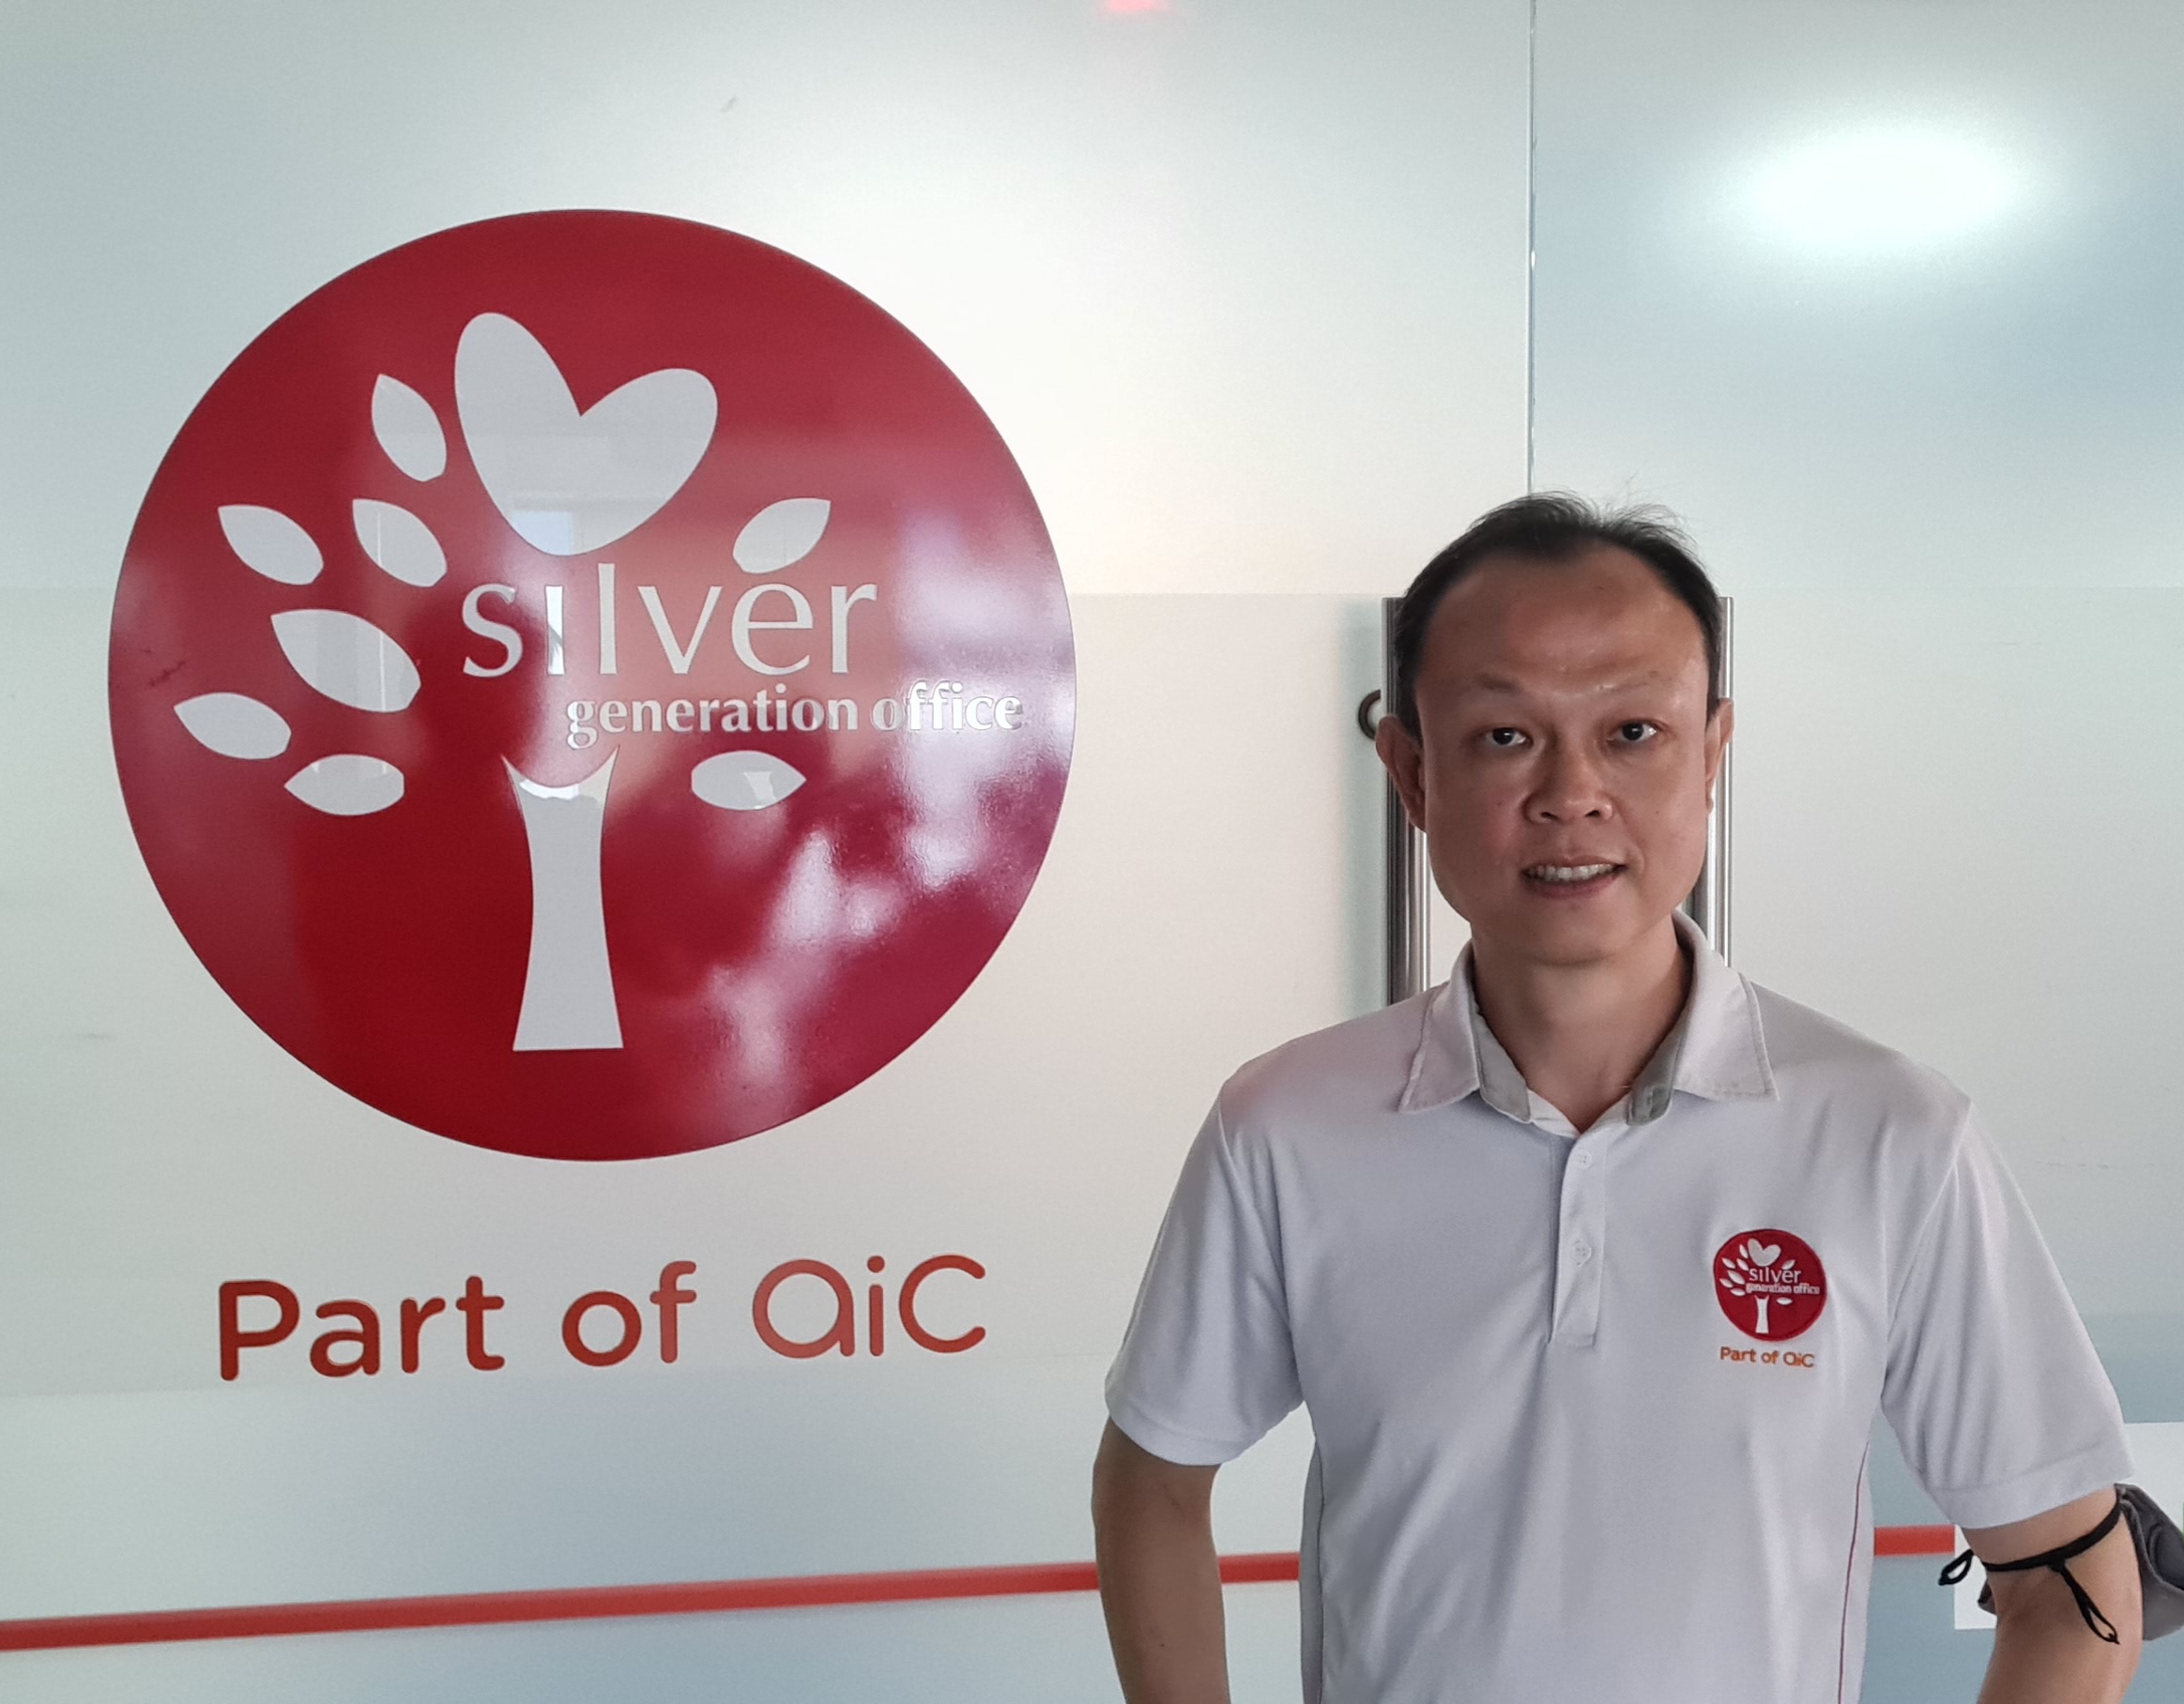 silver
generation office
Part of aic
silver
generation office
Part of aic